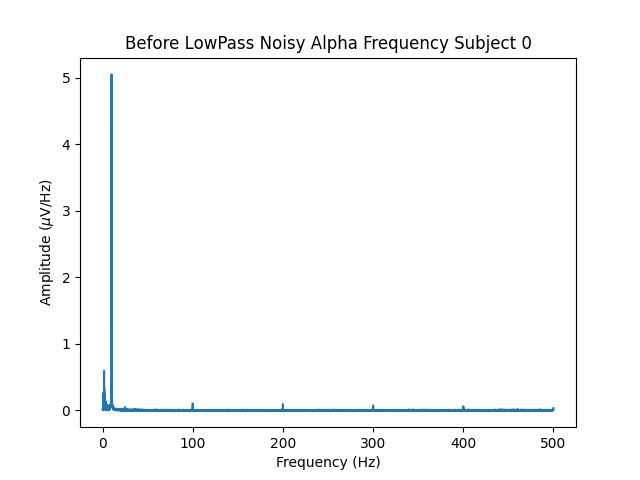 Before LowPass Noisy Alpha Frequency Subject 0
5
4
3
2
1
0
Amplitude (μV/Hz)
0 100 200 300 400 500
Frequency (Hz)